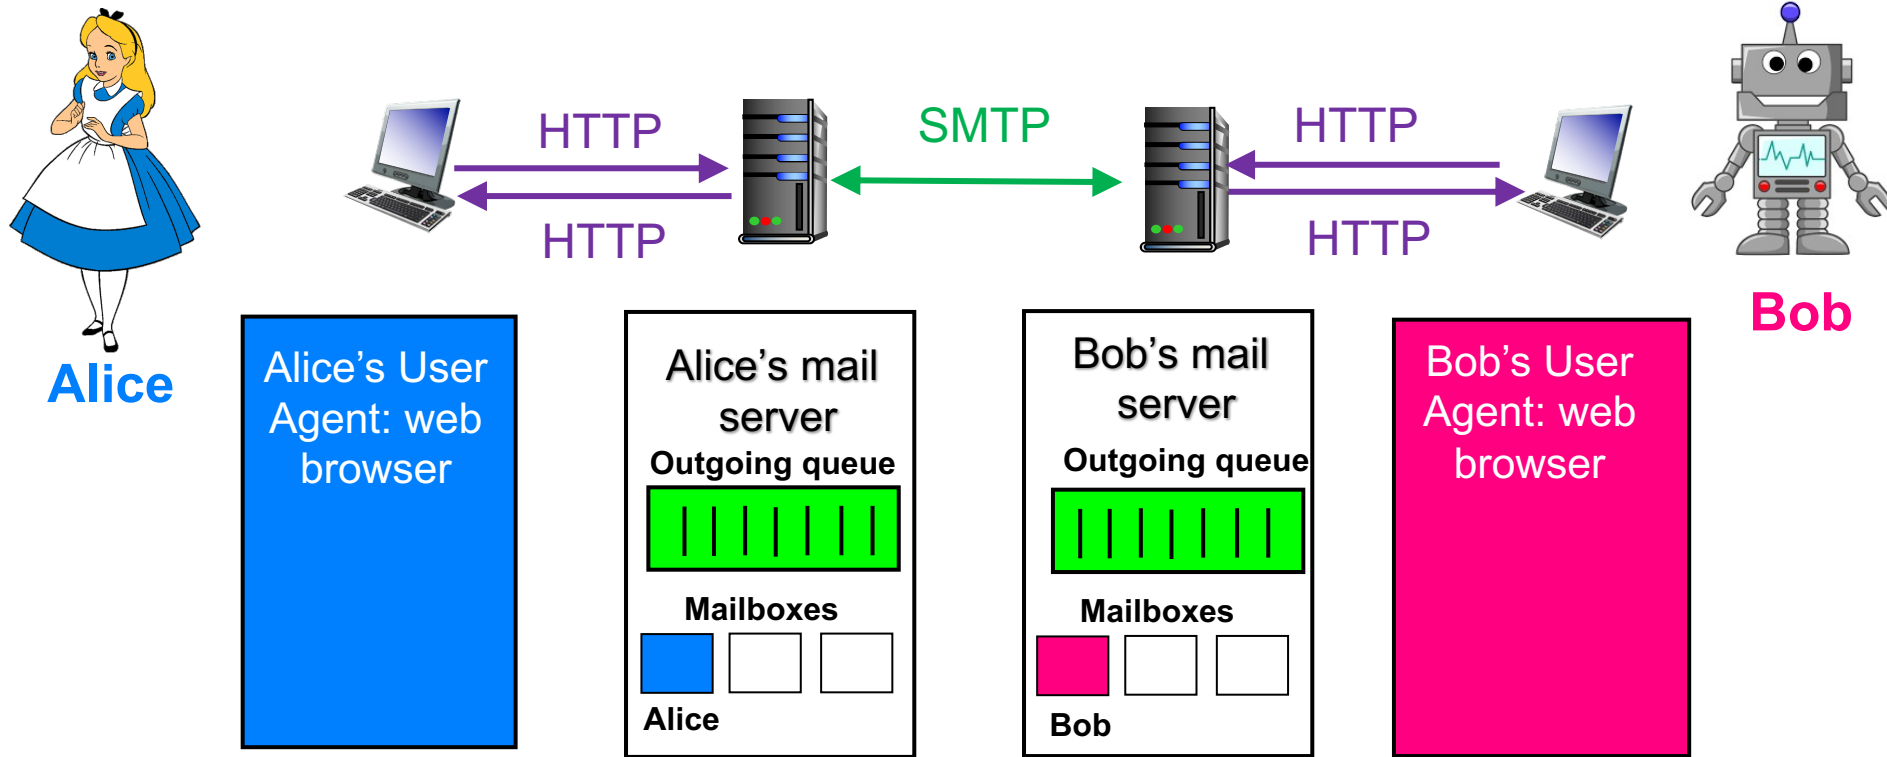 HTTP
SMTP
HTTP
HTTP
HTTP
Alice
Bob
Alice’s User
Agent: web
browser
Alice’s mail
server
Outgoing queue
Mailboxes
Alice
Bob’s mail
server
Outgoing queue
Mailboxes
Bob
Bob’s User
Agent: web
browser